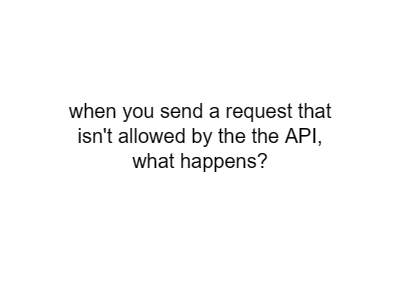 when you send a request that
isn't allowed by the the API,
what happens?